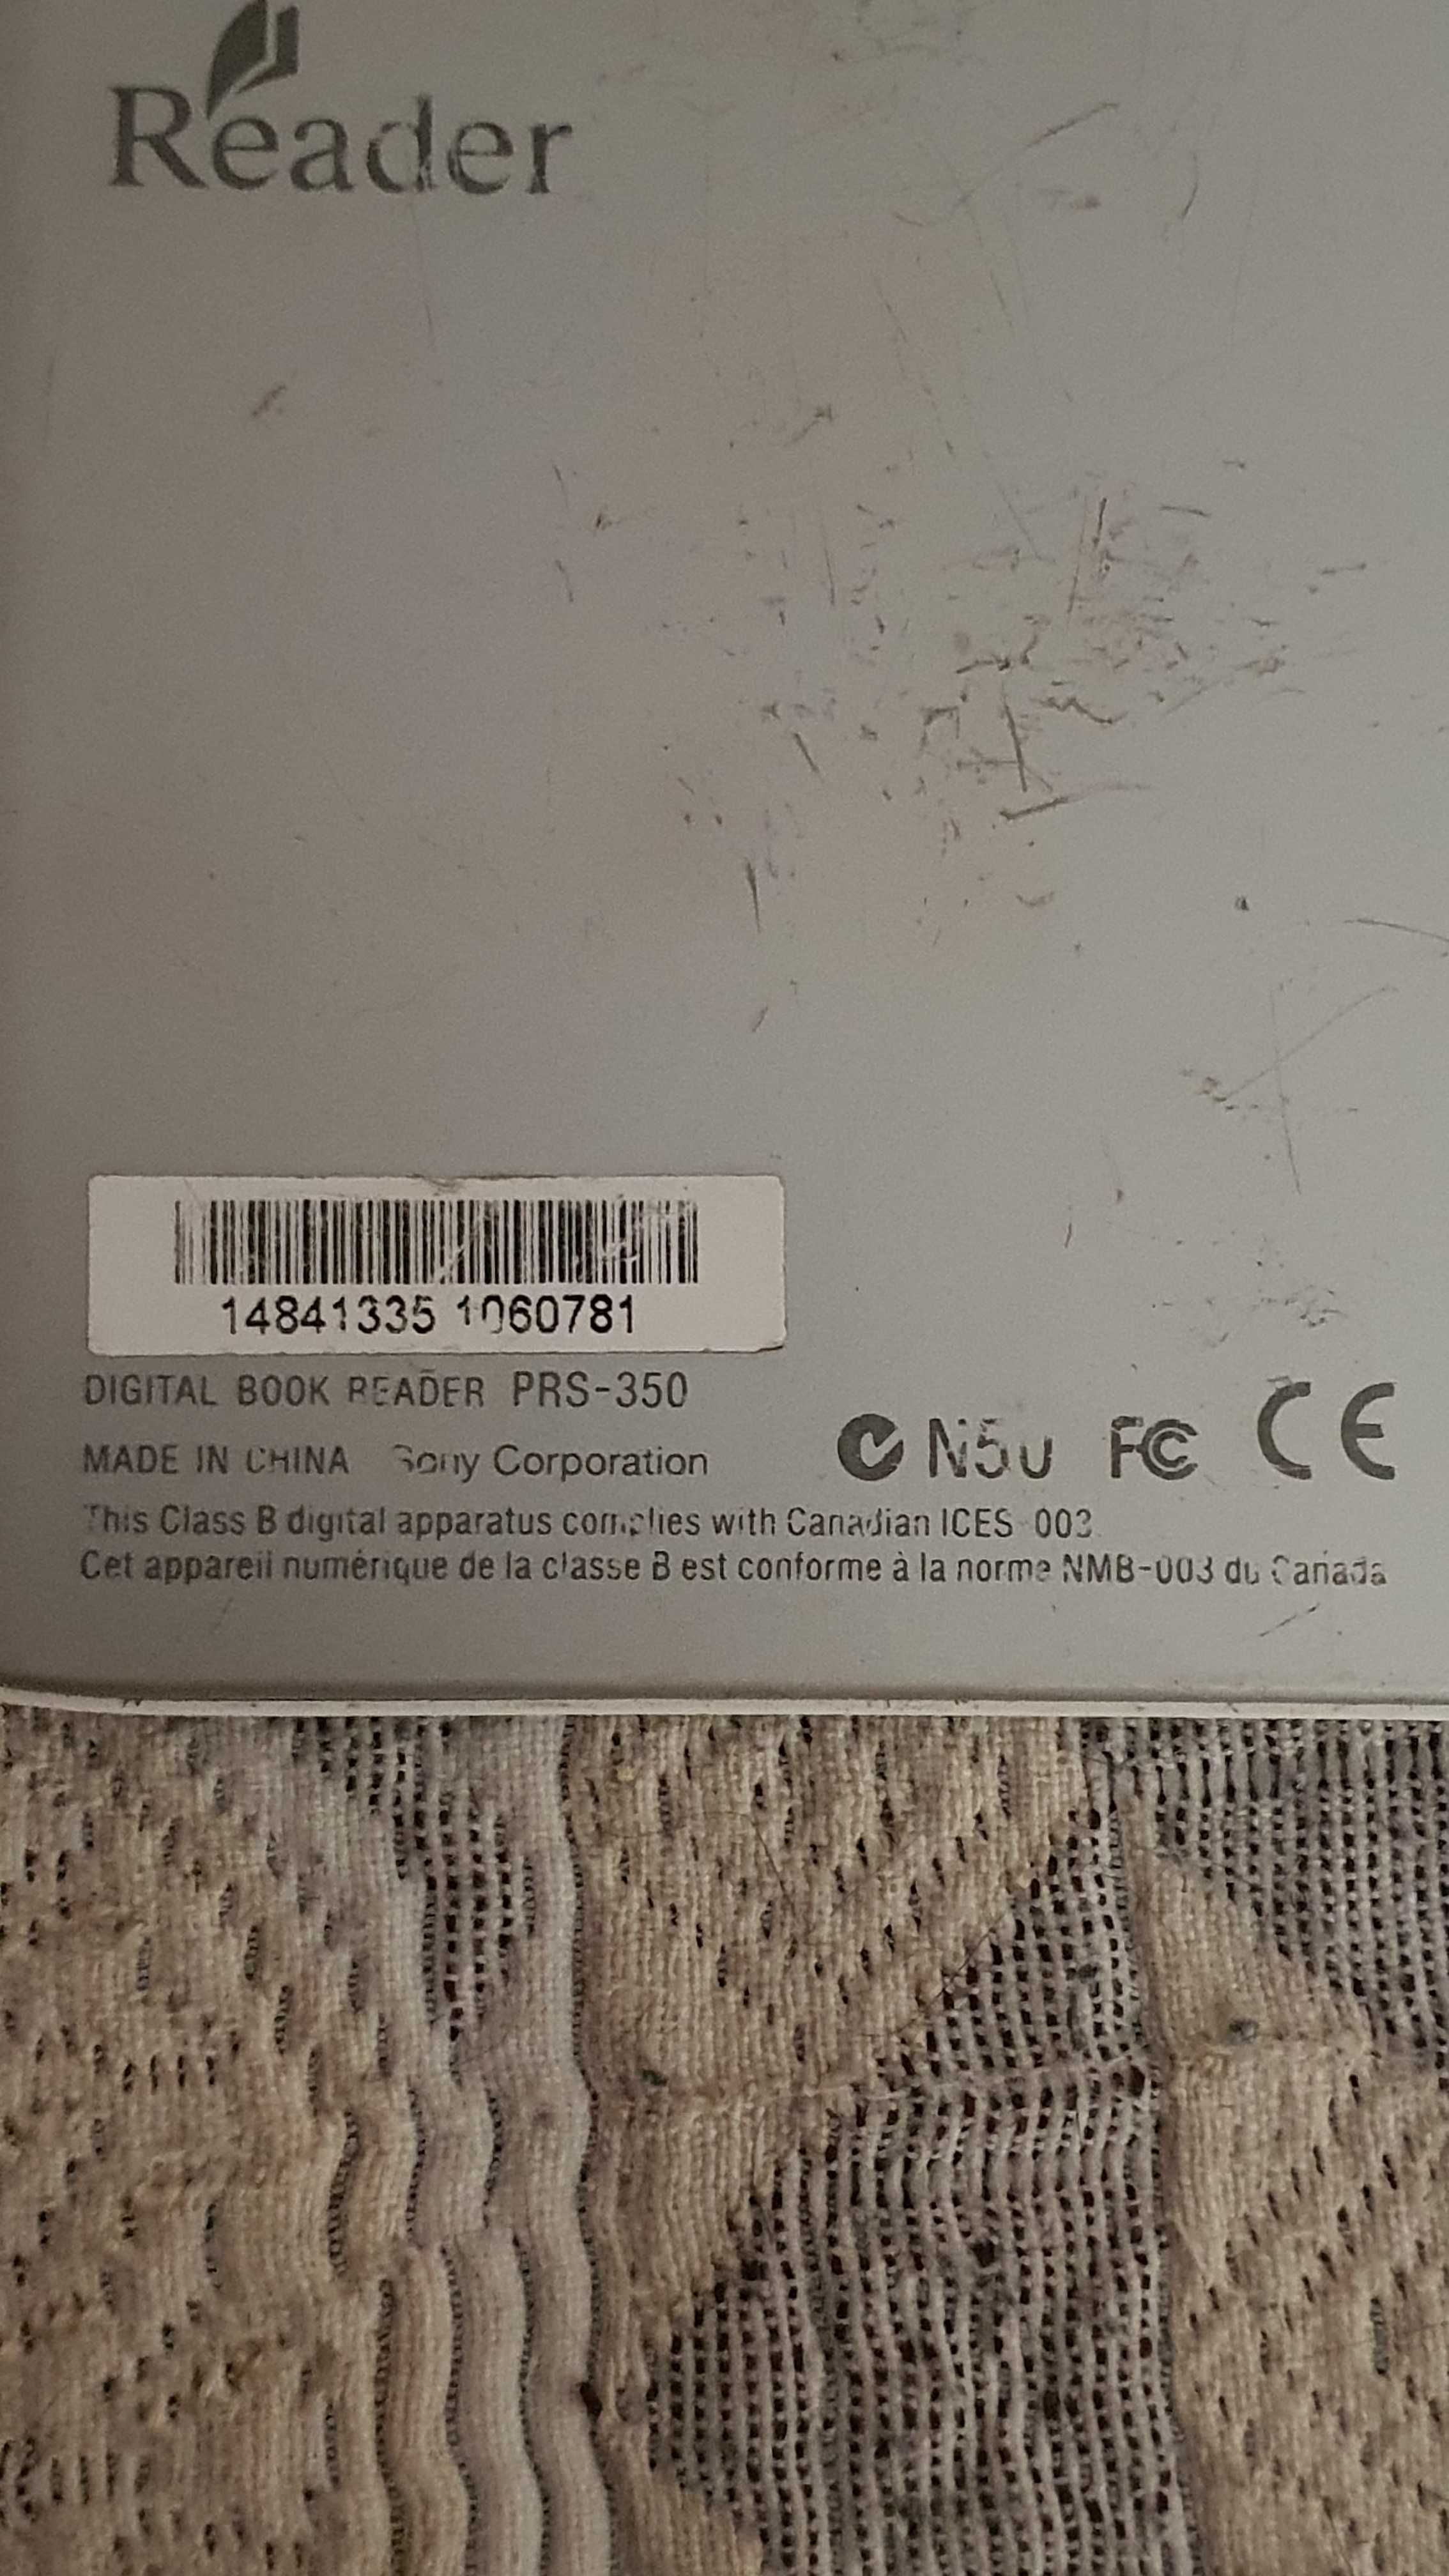 Reader
14841335 1060781
DIGITAL BOOK READER PRS-350
MADE IN CHINA Sony Corporation
N50 FC CE
This Class B digital apparatus complies with Canadian ICES-003
Cet appareil numérique de la classe B est conforme à la norme NMB-003 du Canada